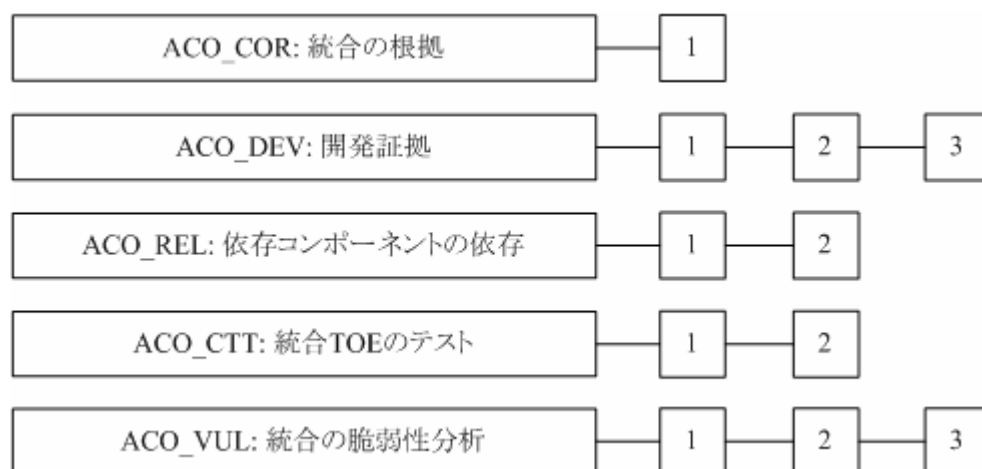 ACO_COR: 統合の根拠 1
ACO_DEV: 開発証拠 1 2 3
ACO_REL: 依存コンポーネントの依存 1 2
ACO_CTT: 統合TOEのテスト 1 2
ACO_VUL: 統合の脆弱性分析 1 2 3